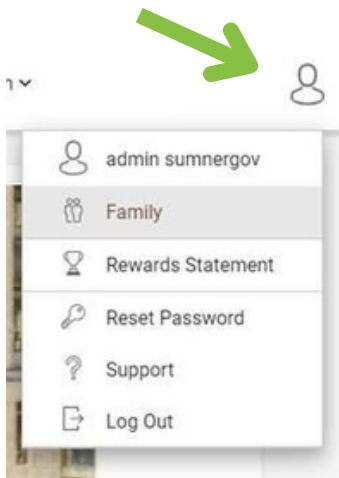 admin sumnergov
Family
Rewards Statement
Reset Password
Support
Log Out